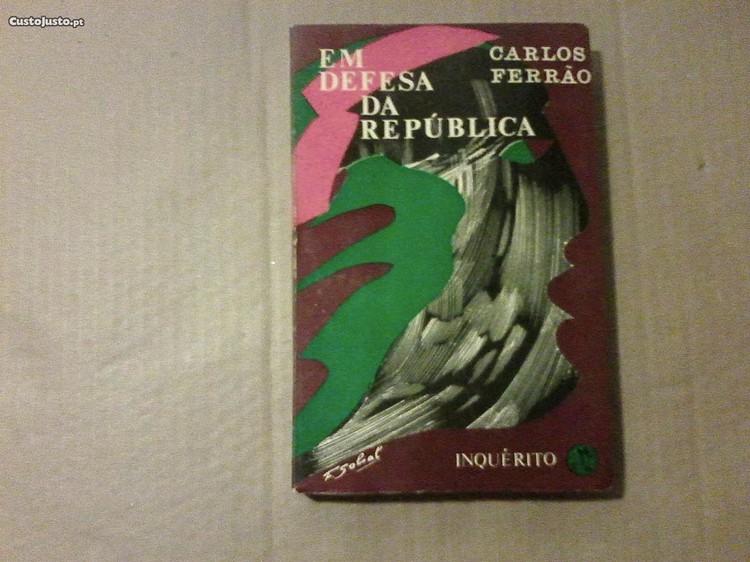 CustoJusto.pt
EM
DEFESA
DA
REPÚBLICA
CARLOS
FERRÃO
INQUÉRITO